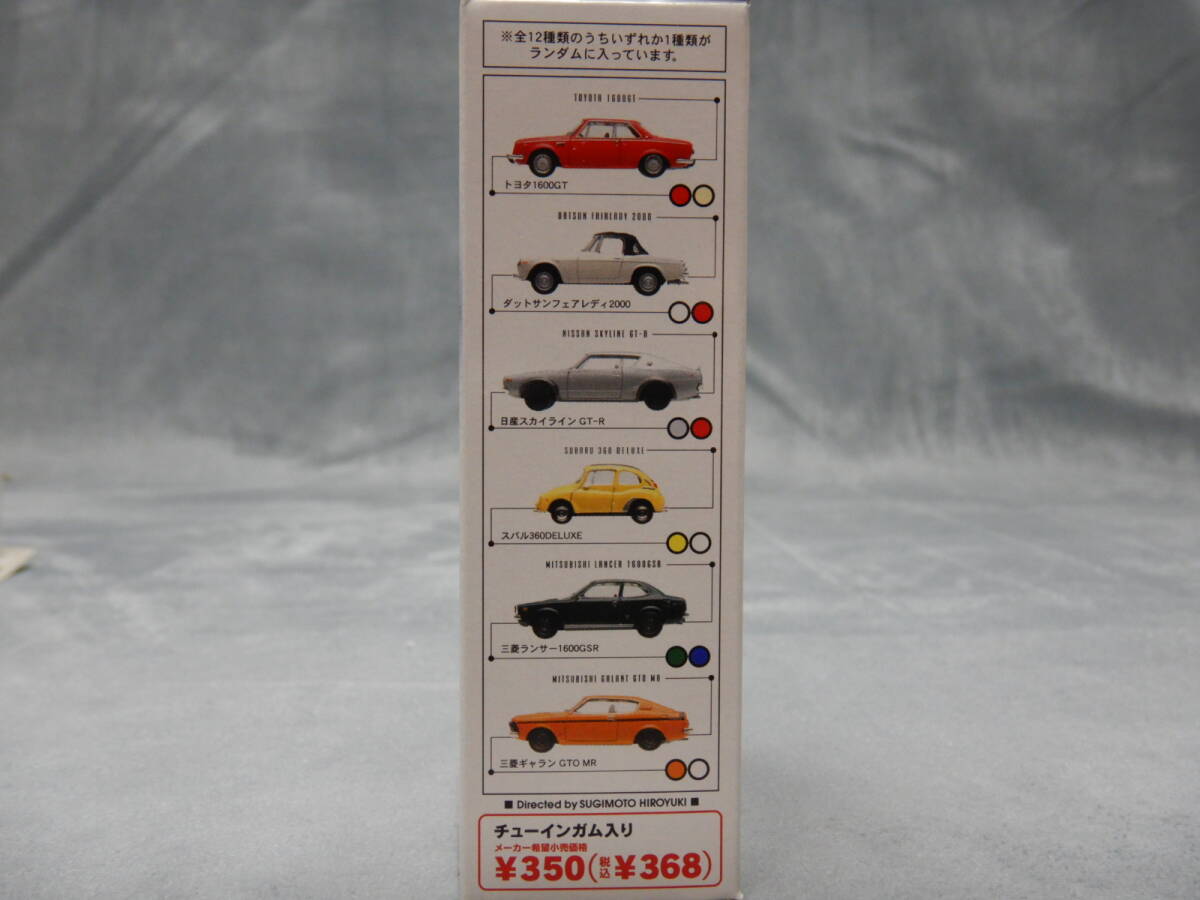 ※全12種類のうちいずれか1種類が
ランダムに入っています。
TOYOTA 1600GT
トヨタ1600GT
DATSUN FAIRLADY 2000
ダットサンフェアレディ2000
NISSAN SKYLINE GT-R
日産スカイライン GT-R
SUBARU 360 DELUXE
スバル360DELUXE
MITSUBISHI LANCER 1600GSR
三菱ランサー1600GSR
MITSUBISHI GALANT GTO MR
三菱ギャラン GTO MR
■ Directed by SUGIMOTO HIROYUKI ■
チューインガム入り
メーカー希望小売価格
¥350(税込¥368)